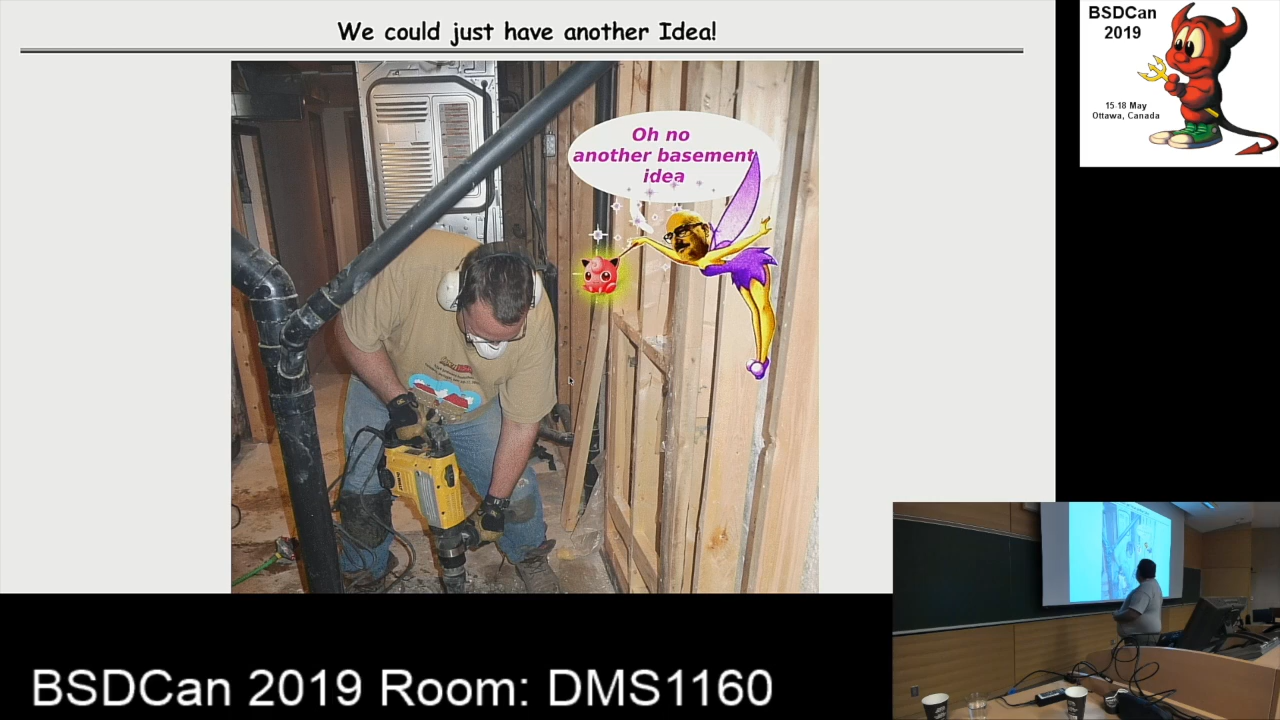 We could just have another Idea!
Oh no
another basement
idea
BSDCan
2019
15-18 May
Ottawa, Canada
BSDCan 2019 Room: DMS1160